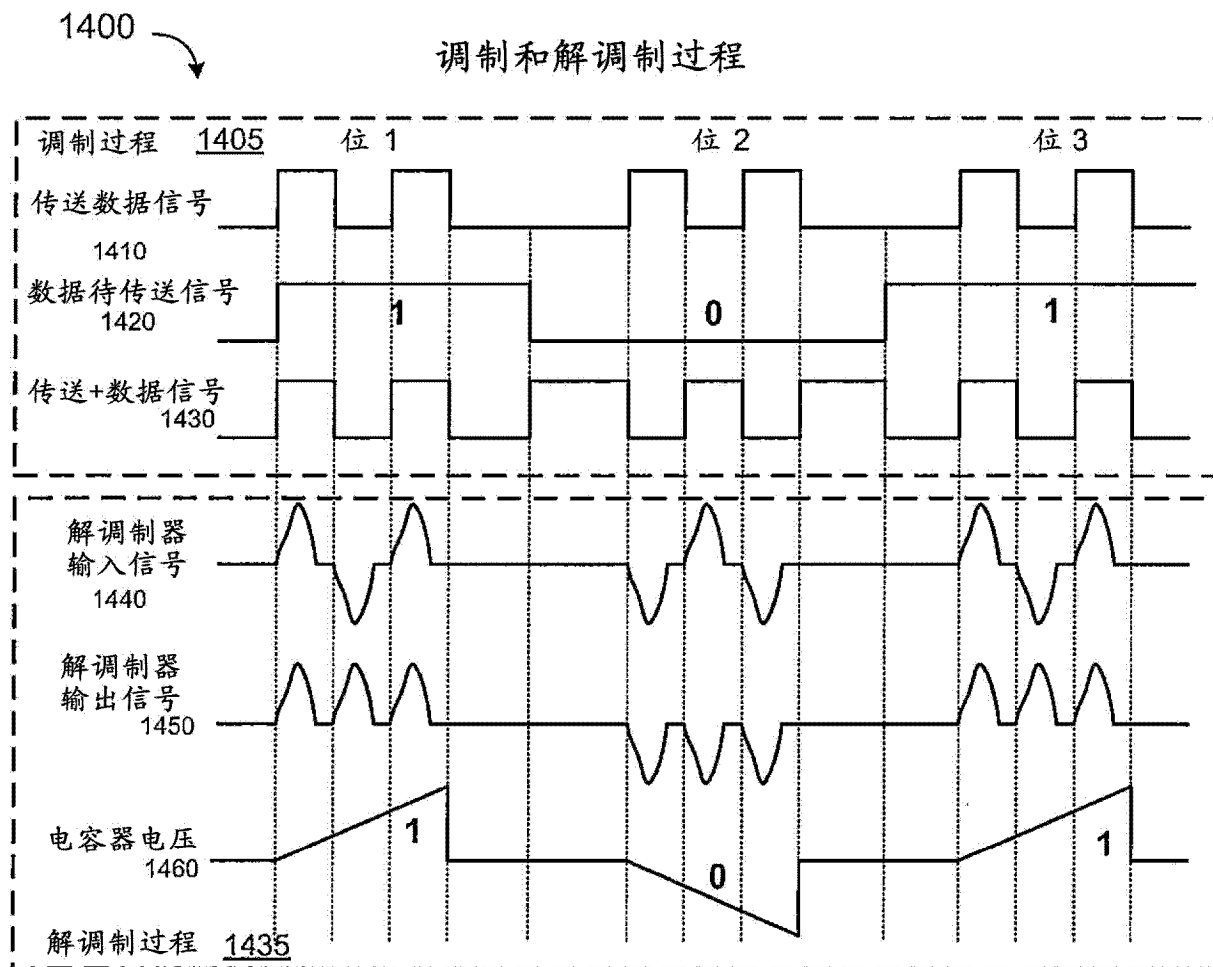 1400
调制和解调制过程
调制过程 1405 位 1 位 2 位 3
传送数据信号
1410
数据待传送信号
1420
1 0 1
传送+数据信号
1430
解调制器
输入信号
1440
解调制器
输出信号
1450
电容器电压
1460
1 0 1
解调制过程 1435